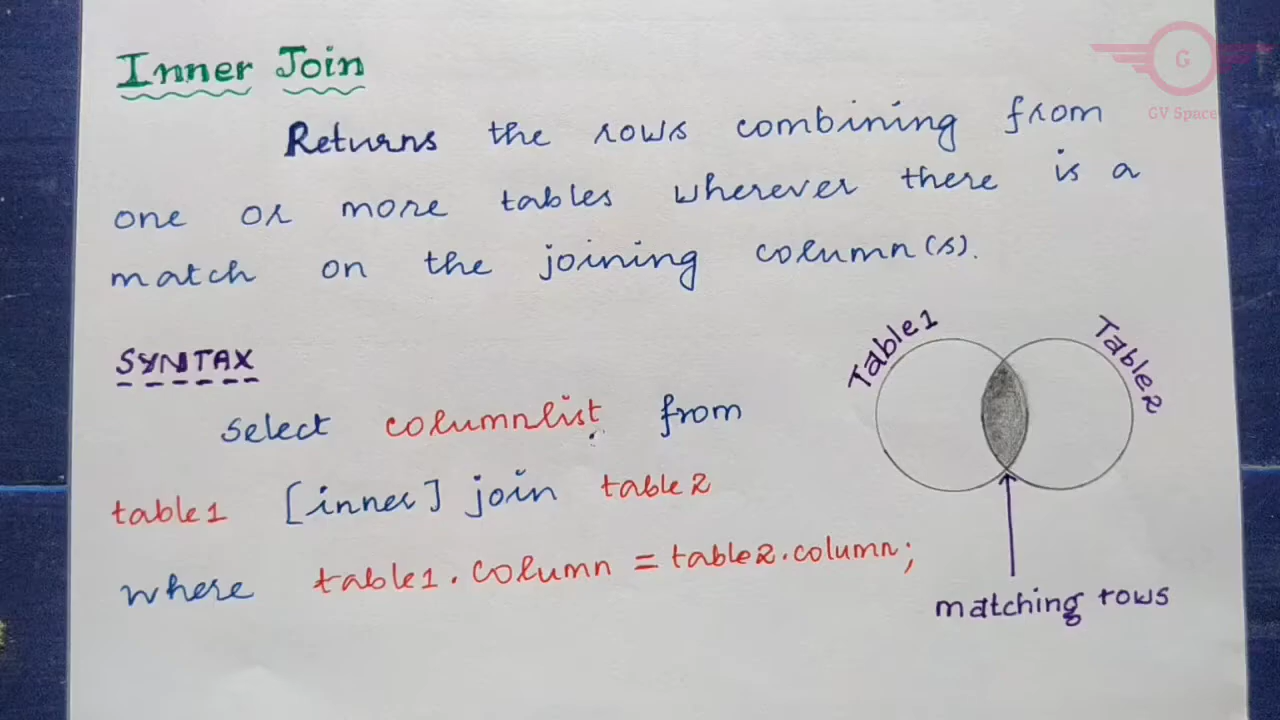 Inner Join
Returns the rows combining from
one or more tables wherever there is a
match on the joining column(s).
SYNTAX
select columnlist from
table1 [inner] join table2
where table1.column = table2.column;
Table1
Table2
matching rows
G
GV Space